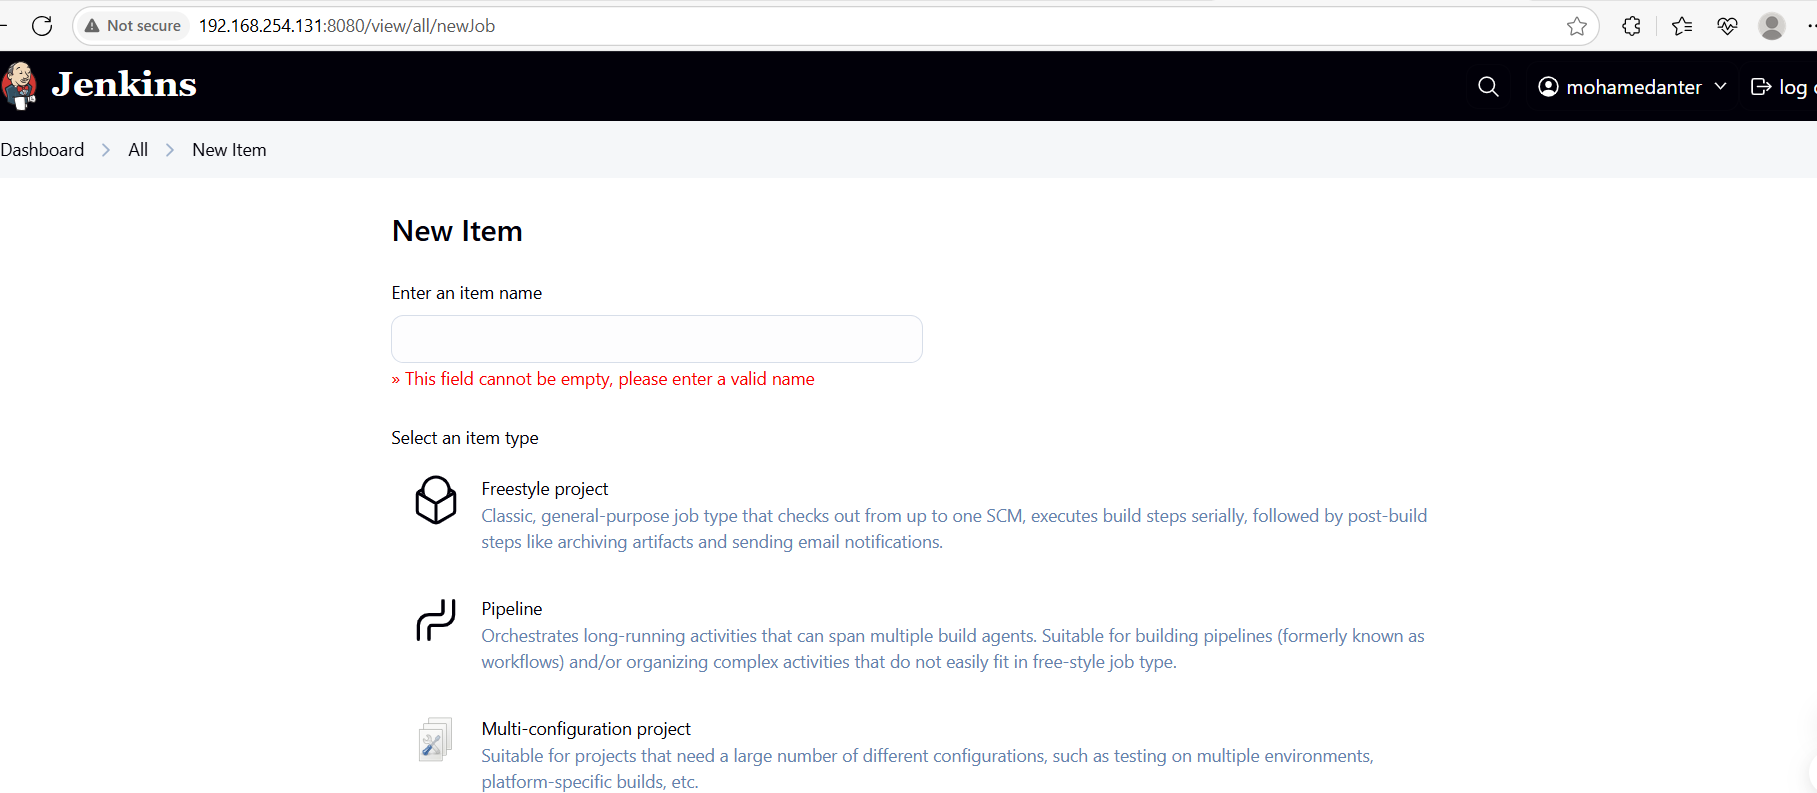 Not secure 192.168.254.131:8080/view/all/newJob
Jenkins
mohamedanter
log
Dashboard All New Item
New Item
Enter an item name
» This field cannot be empty, please enter a valid name
Select an item type
Freestyle project
Classic, general-purpose job type that checks out from up to one SCM, executes build steps serially, followed by post-build
steps like archiving artifacts and sending email notifications.
Pipeline
Orchestrates long-running activities that can span multiple build agents. Suitable for building pipelines (formerly known as
workflows) and/or organizing complex activities that do not easily fit in free-style job type.
Multi-configuration project
Suitable for projects that need a large number of different configurations, such as testing on multiple environments,
platform-specific builds, etc.